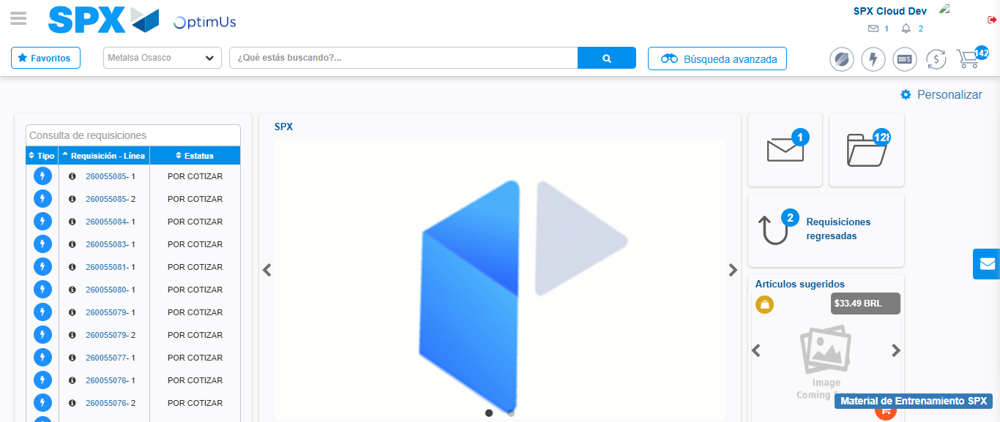 SPX OptimUs
SPX Cloud Dev
1 2
Favoritos
Metalsa Osasco
¿Qué estás buscando?...
Búsqueda avanzada
142
Personalizar
Consulta de requisiciones
Tipo Requisición - Línea Estatus
260055085- 1 POR COTIZAR
260055085- 2 POR COTIZAR
260055084- 1 POR COTIZAR
260055083- 1 POR COTIZAR
260055081- 1 POR COTIZAR
260055080- 1 POR COTIZAR
260055079- 1 POR COTIZAR
260055079- 2 POR COTIZAR
260055077- 1 POR COTIZAR
260055076- 1 POR COTIZAR
260055076- 2 POR COTIZAR
SPX
1
2
Requisiciones
regresadas
Artículos sugeridos
$33.49 BRL
Image
Coming
Material de Entrenamiento SPX